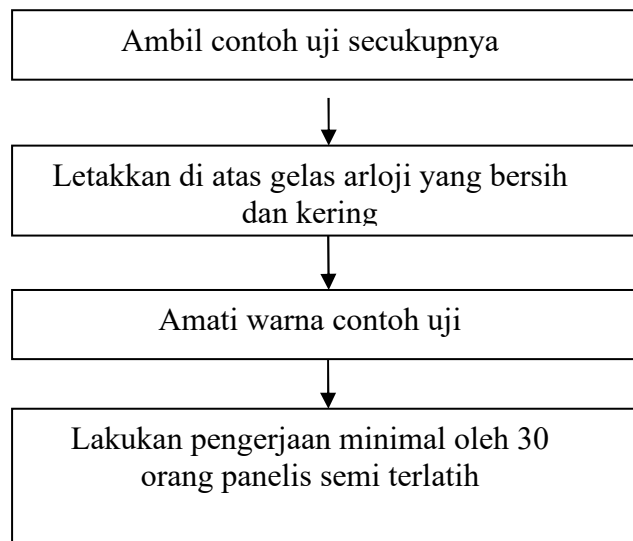 Ambil contoh uji secukupnya
Letakkan di atas gelas arloji yang bersih
dan kering
Amati warna contoh uji
Lakukan pengerjaan minimal oleh 30
orang panelis semi terlatih